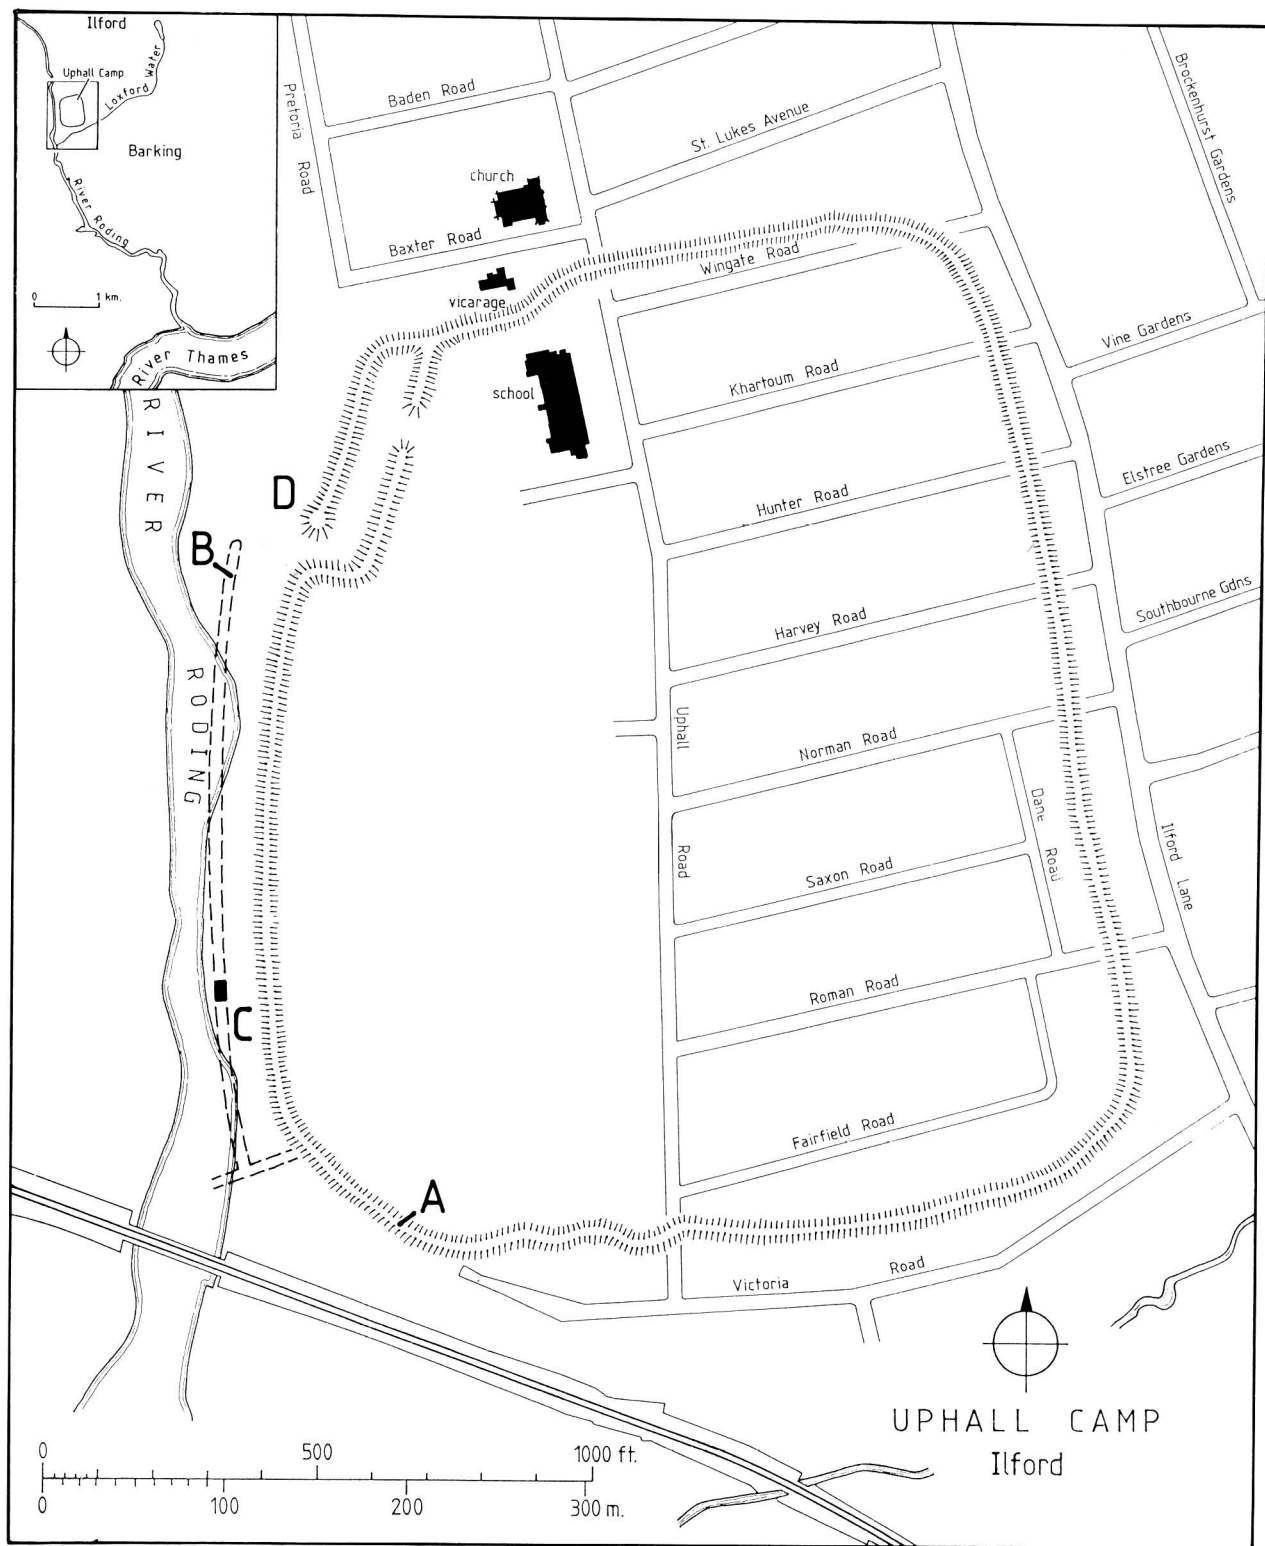 Ilford
Uphall Camp
Loxford Water
Barking
River Roding
0 1 km.
River Thames
Pretoria Road
Baden Road
St. Lukes Avenue
Brockenhurst Gardens
church
Baxter Road
Wingate Road
vicarage
Vine Gardens
Khartoum Road
school
RIVER RODING
D
Elstree Gardens
Hunter Road
B
Southbourne Gdns
Harvey Road
Uphall Road
Norman Road
Dane Road
Ilford Lane
Saxon Road
Roman Road
C
Fairfield Road
A
Victoria Road
UPHALL CAMP
Ilford
0 500 1000 ft.
0 100 200 300 m.